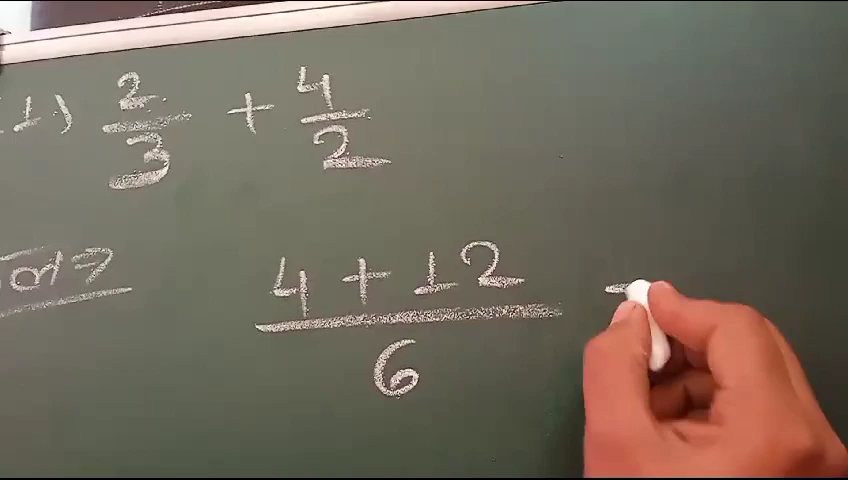 1) 2/3 + 4/2
4 + 12 / 6 =